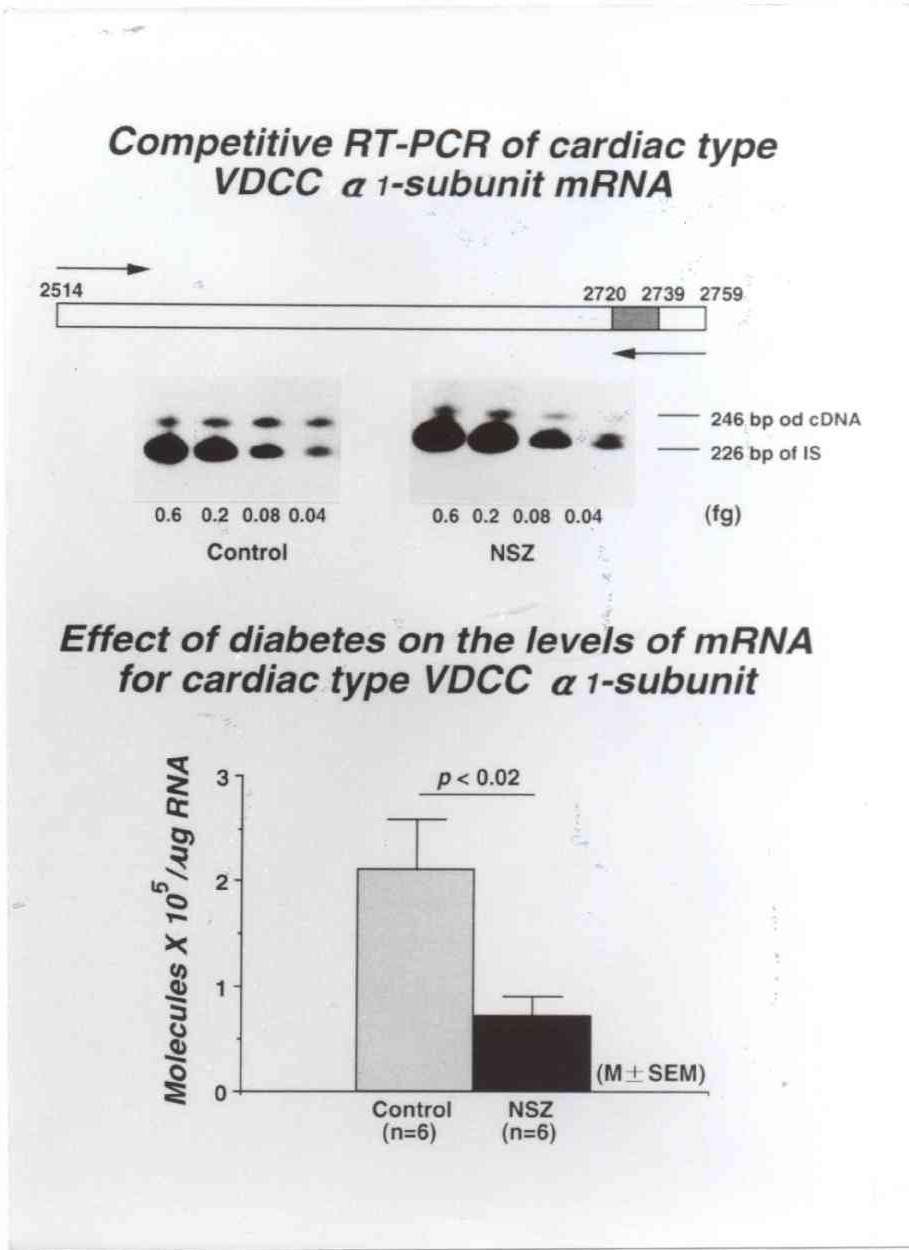 Competitive RT-PCR of cardiac type
VDCC α 1-subunit mRNA
2514 2720 2739 2759
246 bp od cDNA
226 bp of IS
0.6 0.2 0.08 0.04 0.6 0.2 0.08 0.04 (fg)
Control NSZ
Effect of diabetes on the levels of mRNA
for cardiac type VDCC α 1-subunit
Molecules X 10⁵/μg RNA
3
p < 0.02
2
1
0
(M ± SEM)
Control NSZ
(n=6) (n=6)